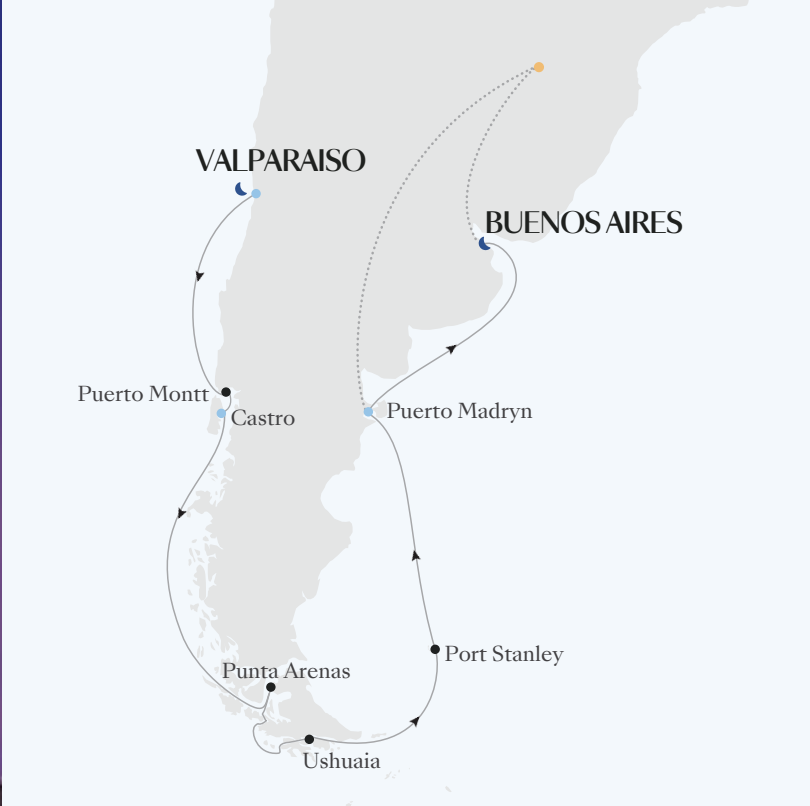 VALPARAISO
BUENOS AIRES
Puerto Montt
Castro
Puerto Madryn
Port Stanley
Punta Arenas
Ushuaia